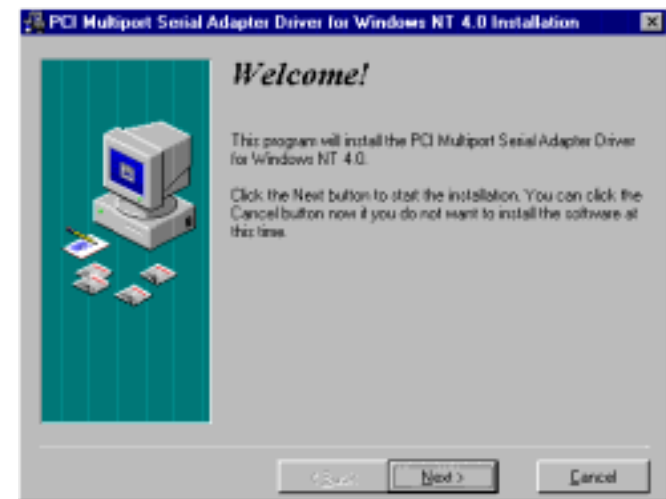 PCI Multiport Serial Adapter Driver for Windows NT 4.0 Installation
Welcome!
This program will install the PCI Multiport Serial Adapter Driver
for Windows NT 4.0.
Click the Next button to start the installation. You can click the
Cancel button now if you do not want to install the software at
this time.
< Back
Next >
Cancel